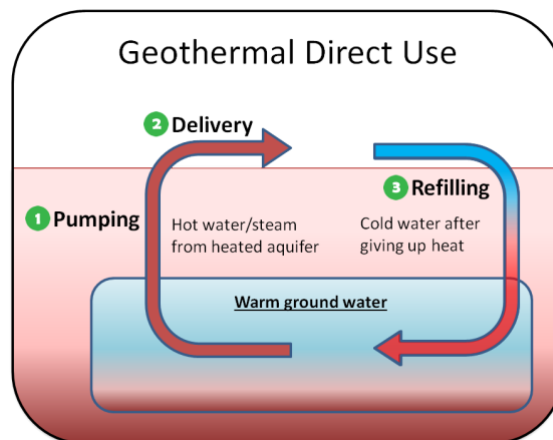 Geothermal Direct Use
2 Delivery
3 Refilling
1 Pumping
Hot water/steam
from heated aquifer
Cold water after
giving up heat
Warm ground water